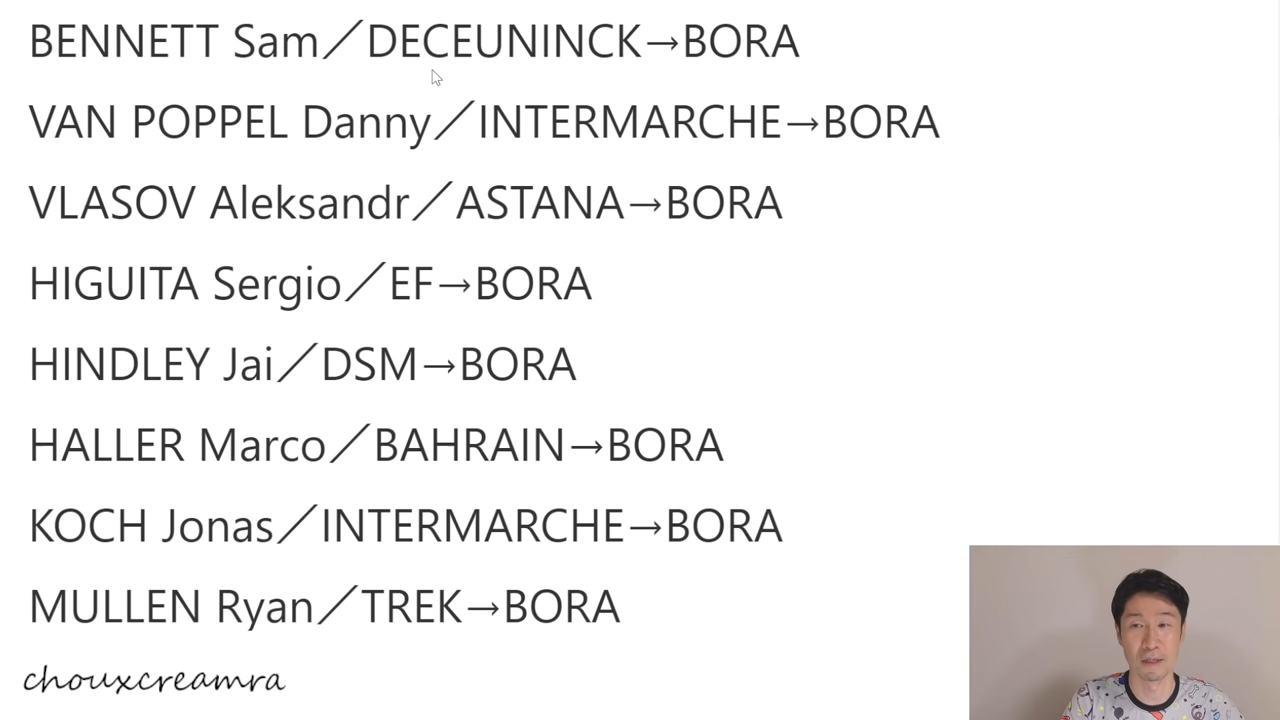 BENNETT Sam／DECEUNINCK→BORA
VAN POPPEL Danny／INTERMARCHE→BORA
VLASOV Aleksandr／ASTANA→BORA
HIGUITA Sergio／EF→BORA
HINDLEY Jai／DSM→BORA
HALLER Marco／BAHRAIN→BORA
KOCH Jonas／INTERMARCHE→BORA
MULLEN Ryan／TREK→BORA
chouxcreamra